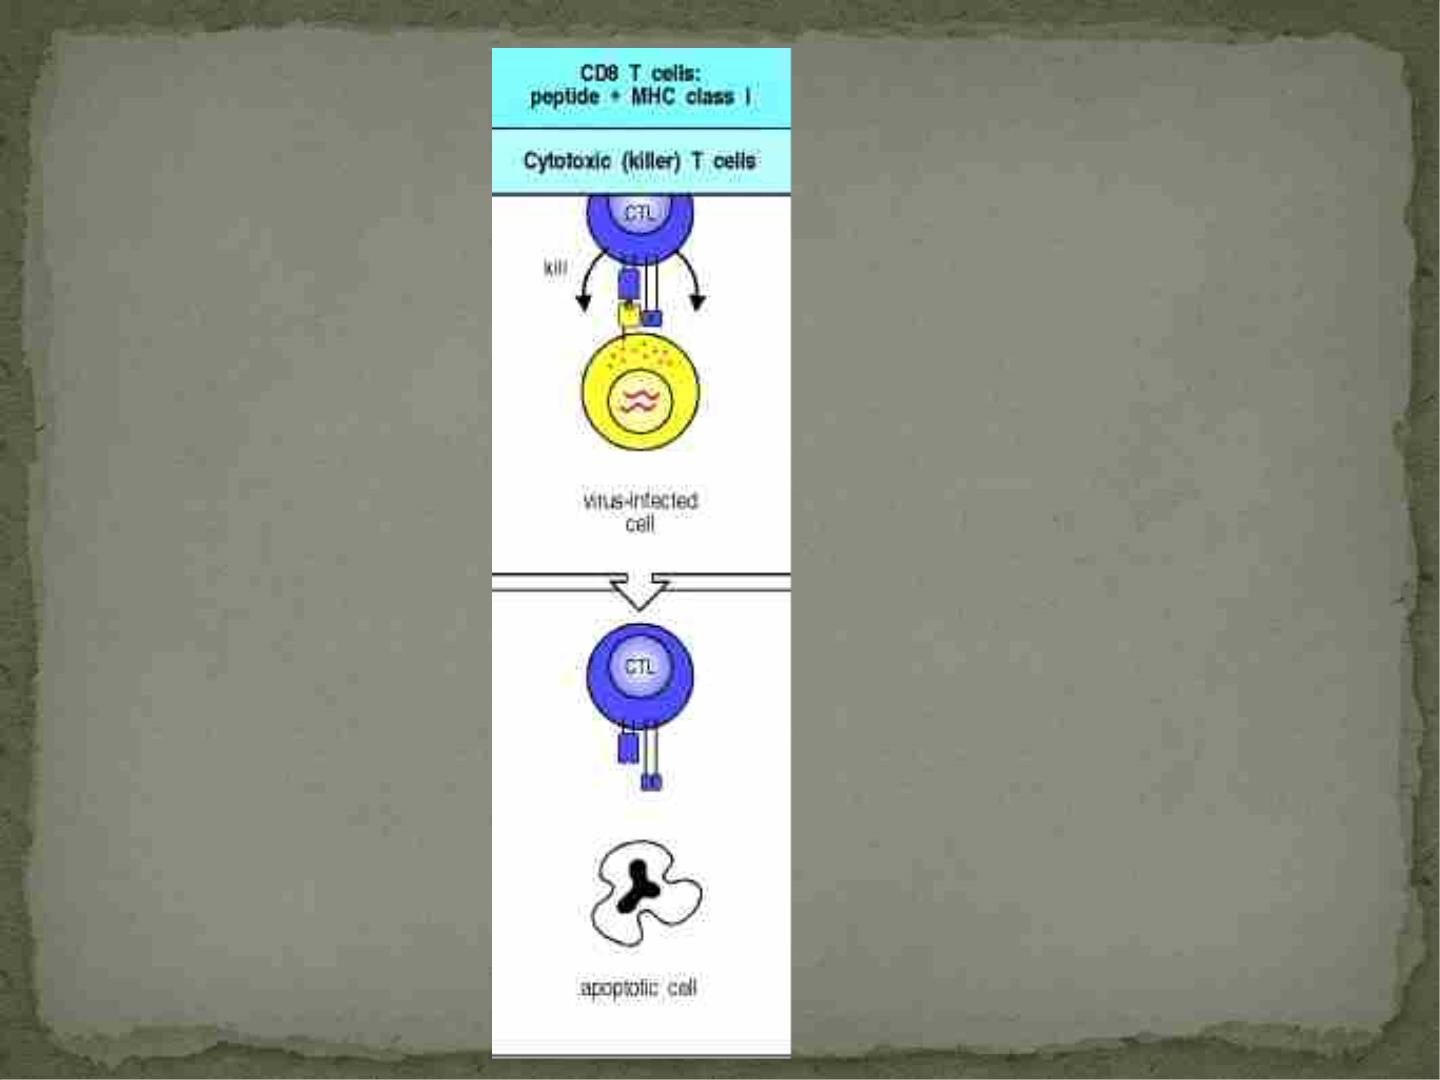 CD8 T cells:
peptide + MHC class I
Cytotoxic (killer) T cells
CTL
kill
virus-infected
cell
CTL
apoptotic cell